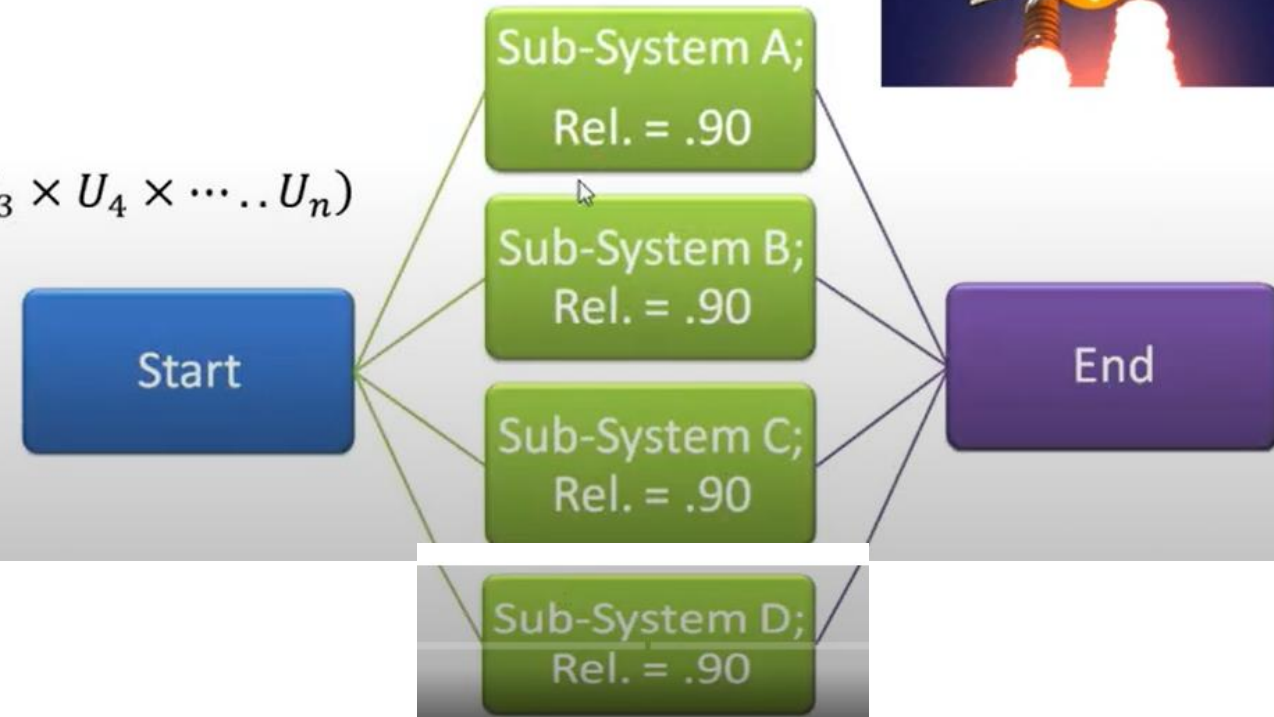 Sub-System A;
Rel. = .90
₃ × U₄ × ⋯ . . Uₙ)
Sub-System B;
Rel. = .90
Start
End
Sub-System C;
Rel. = .90
Sub-System D;
Rel. = .90